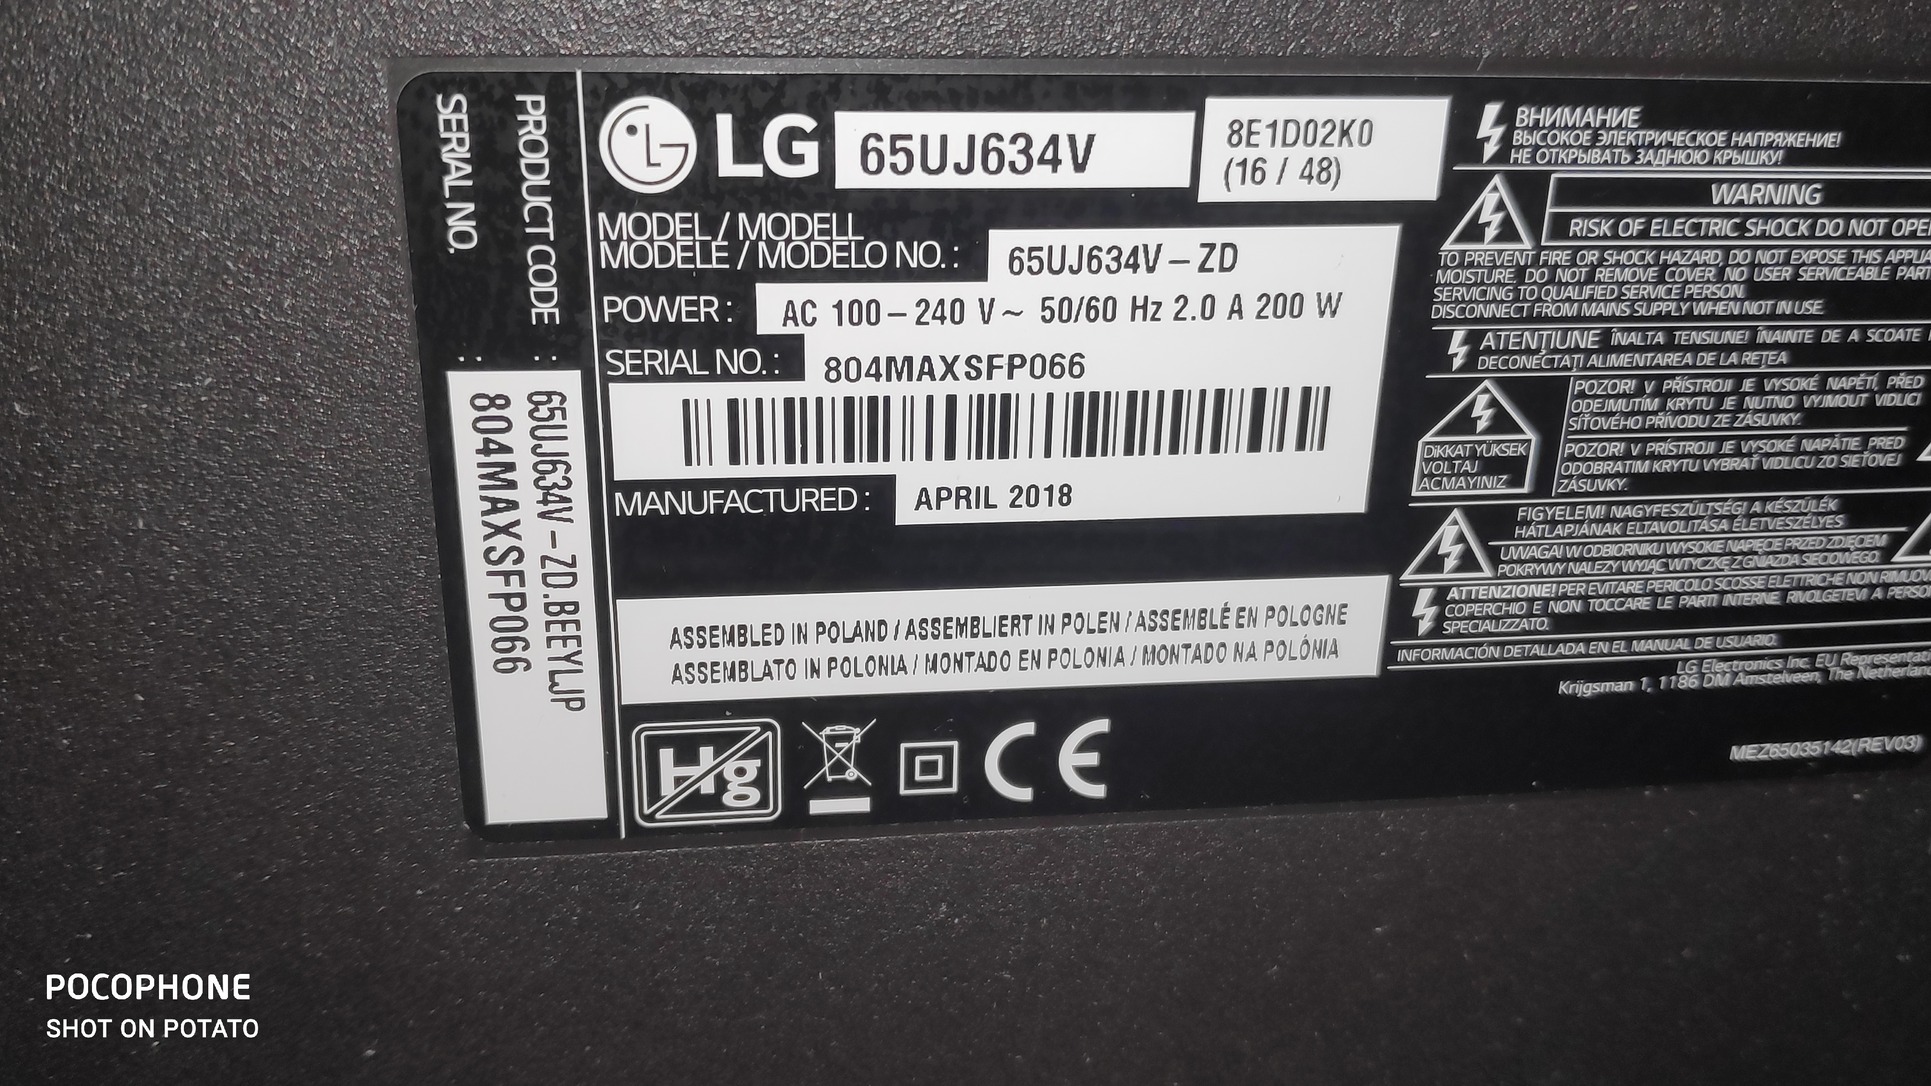 PRODUCT CODE : 65UJ634V-ZD.BEEYLJP
SERIAL NO. : 804MAXSFP066
LG 65UJ634V
8E1D02K0
(16 / 48)
MODEL / MODELL
MODELE / MODELO NO. : 65UJ634V-ZD
POWER : AC 100-240 V~ 50/60 Hz 2.0 A 200 W
SERIAL NO. : 804MAXSFP066
MANUFACTURED : APRIL 2018
ASSEMBLED IN POLAND / ASSEMBLIERT IN POLEN / ASSEMBLÉ EN POLOGNE
ASSEMBLATO IN POLONIA / MONTADO EN POLONIA / MONTADO NA POLÓNIA
Hg
CE
ВНИМАНИЕ
ВЫСОКОЕ ЭЛЕКТРИЧЕСКОЕ НАПРЯЖЕНИЕ!
НЕ ОТКРЫВАТЬ ЗАДНЮЮ КРЫШКУ!
WARNING
RISK OF ELECTRIC SHOCK DO NOT
TO PREVENT FIRE OR SHOCK HAZARD, DO NOT EXPOSE THIS
MOISTURE. DO NOT REMOVE COVER. NO USER SERVICEABLE
SERVICING TO QUALIFIED SERVICE PERSON.
DISCONNECT FROM MAINS SUPPLY WHEN NOT IN USE.
ATENŢIUNE ÎNALTA TENSIUNE! ÎNAINTE DE A SCOATE
DECONECTAŢI ALIMENTAREA DE LA REŢEA
POZOR! V PŘÍSTROJI JE VYSOKÉ NAPĚTÍ, PŘED
ODEJMUTÍM KRYTU JE NUTNO VYJMOUT VIDLICI
SÍŤOVÉHO PŘÍVODU ZE ZÁSUVKY.
DİKKAT YÜKSEK
VOLTAJ
ACMAYINIZ
POZOR! V PRÍSTROJI JE VYSOKÉ NAPÄTIE. PRED
ODOBRATIM KRYTU VYBRAŤ VIDLICU ZO SIEŤOVEJ
ZÁSUVKY.
FIGYELEM! NAGYFESZÜLTSÉG! A KÉSZÜLÉK
HÁTLAPJÁNAK ELTAVOLITÁSA ÉLETVESZÉLYES
UWAGA! W ODBIORNIKU WYSOKIE NAPIĘCIE PRZED ZDJĘCIEM
POKRYWY NALEZY WYJĄC WTYCZKĘ Z GNIAZDA SIECOWEGO
ATTENZIONE! PER EVITARE PERICOLO SCOSSE ELETTRICHE NON
COPERCHIO E NON TOCCARE LE PARTI INTERNE. RIVOLGETEVI A
SPECIALIZZATO.
INFORMACIÓN DETALLADA EN EL MANUAL DE USUARIO.
LG Electronics Inc. EU
Krijgsman 1, 1186 DM Amstelveen, The
MEZ65035142(REV03)
POCOPHONE
SHOT ON POTATO